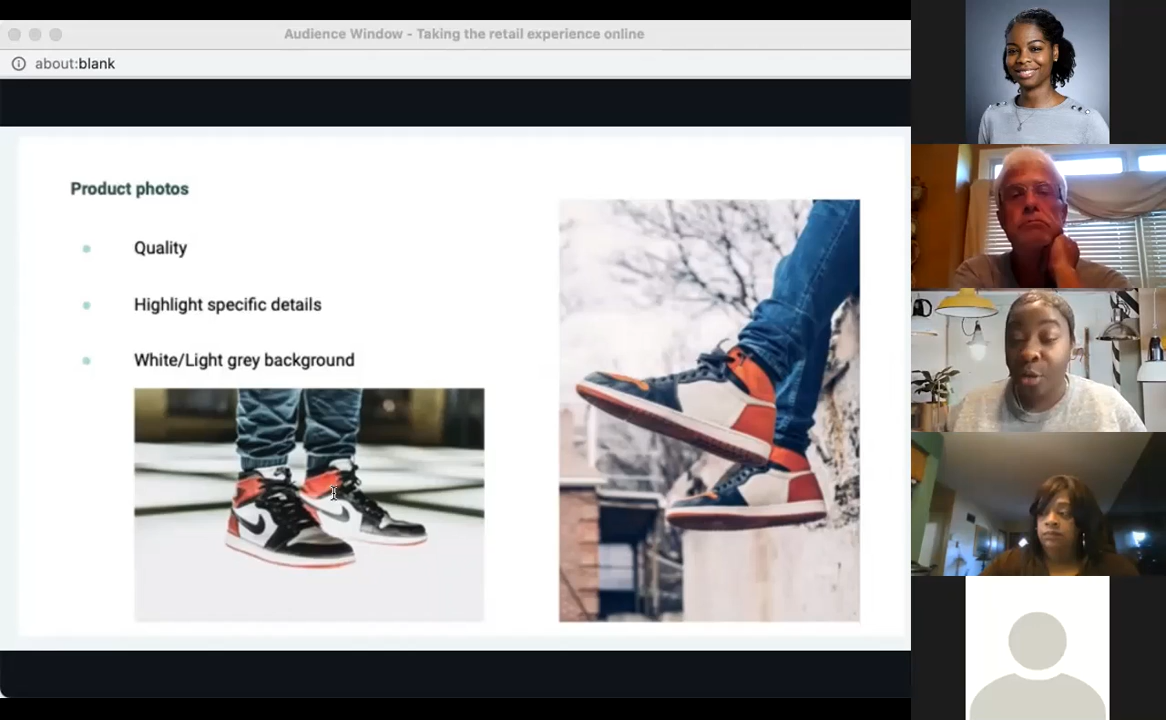 Audience Window - Taking the retail experience online
about:blank
Product photos
Quality
Highlight specific details
White/Light grey background